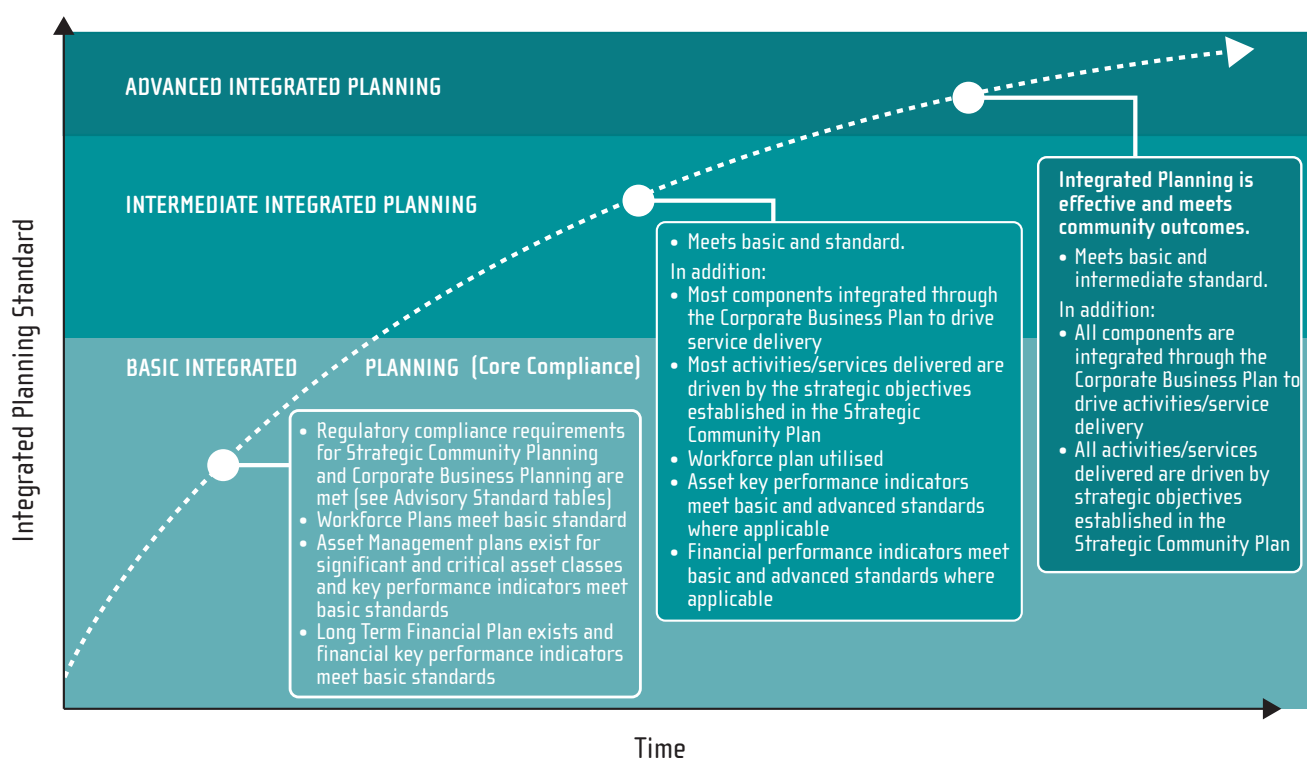 ADVANCED INTEGRATED PLANNING
INTERMEDIATE INTEGRATED PLANNING
BASIC INTEGRATED PLANNING (Core Compliance)
• Regulatory compliance requirements
for Strategic Community Planning
and Corporate Business Planning are
met (see Advisory Standard tables)
• Workforce Plans meet basic standard
• Asset Management plans exist for
significant and critical asset classes
and key performance indicators meet
basic standards
• Long Term Financial Plan exists and
financial key performance indicators
meet basic standards
• Meets basic and standard.
In addition:
• Most components integrated through
the Corporate Business Plan to drive
service delivery
• Most activities/services delivered are
driven by the strategic objectives
established in the Strategic
Community Plan
• Workforce plan utilised
• Asset key performance indicators
meet basic and advanced standards
where applicable
• Financial performance indicators meet
basic and advanced standards where
applicable
Integrated Planning is
effective and meets
community outcomes.
• Meets basic and
intermediate standard.
In addition:
• All components are
integrated through the
Corporate Business Plan to
drive activities/service
delivery
• All activities/services
delivered are driven by
strategic objectives
established in the
Strategic Community Plan
Integrated Planning Standard
Time